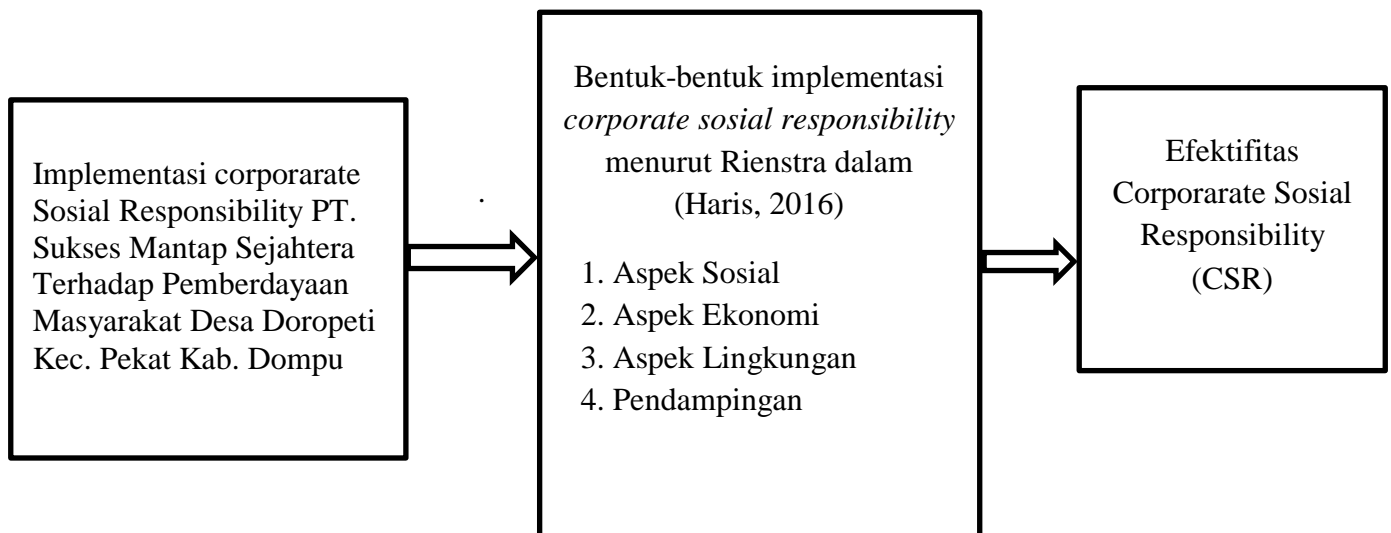 Implementasi corporarate
Sosial Responsibility PT.
Sukses Mantap Sejahtera
Terhadap Pemberdayaan
Masyarakat Desa Doropeti
Kec. Pekat Kab. Dompu
.
Bentuk-bentuk implementasi
corporate sosial responsibility
menurut Rienstra dalam
(Haris, 2016)
1. Aspek Sosial
2. Aspek Ekonomi
3. Aspek Lingkungan
4. Pendampingan
Efektifitas
Corporarate Sosial
Responsibility
(CSR)